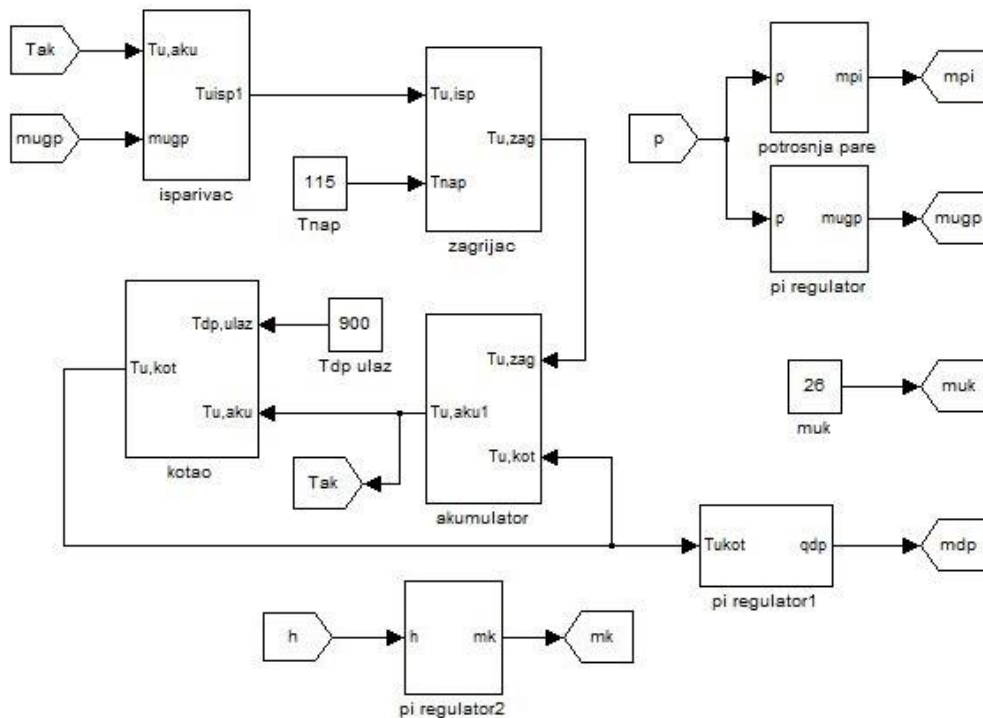 Tak
mugp
Tu,aku
Tuisp1
mugp
isparivac
115
Tnap
Tu,isp
Tu,zag
Tnap
zagrijac
p
p
mpi
potrosnja pare
mpi
p
mugp
pi regulator
mugp
Tdp,ulaz
Tu,kot
Tu,aku
kotao
900
Tdp ulaz
Tak
Tu,zag
Tu,aku1
Tu,kot
akumulator
26
muk
muk
Tukot
qdp
pi regulator1
mdp
h
h
mk
pi regulator2
mk